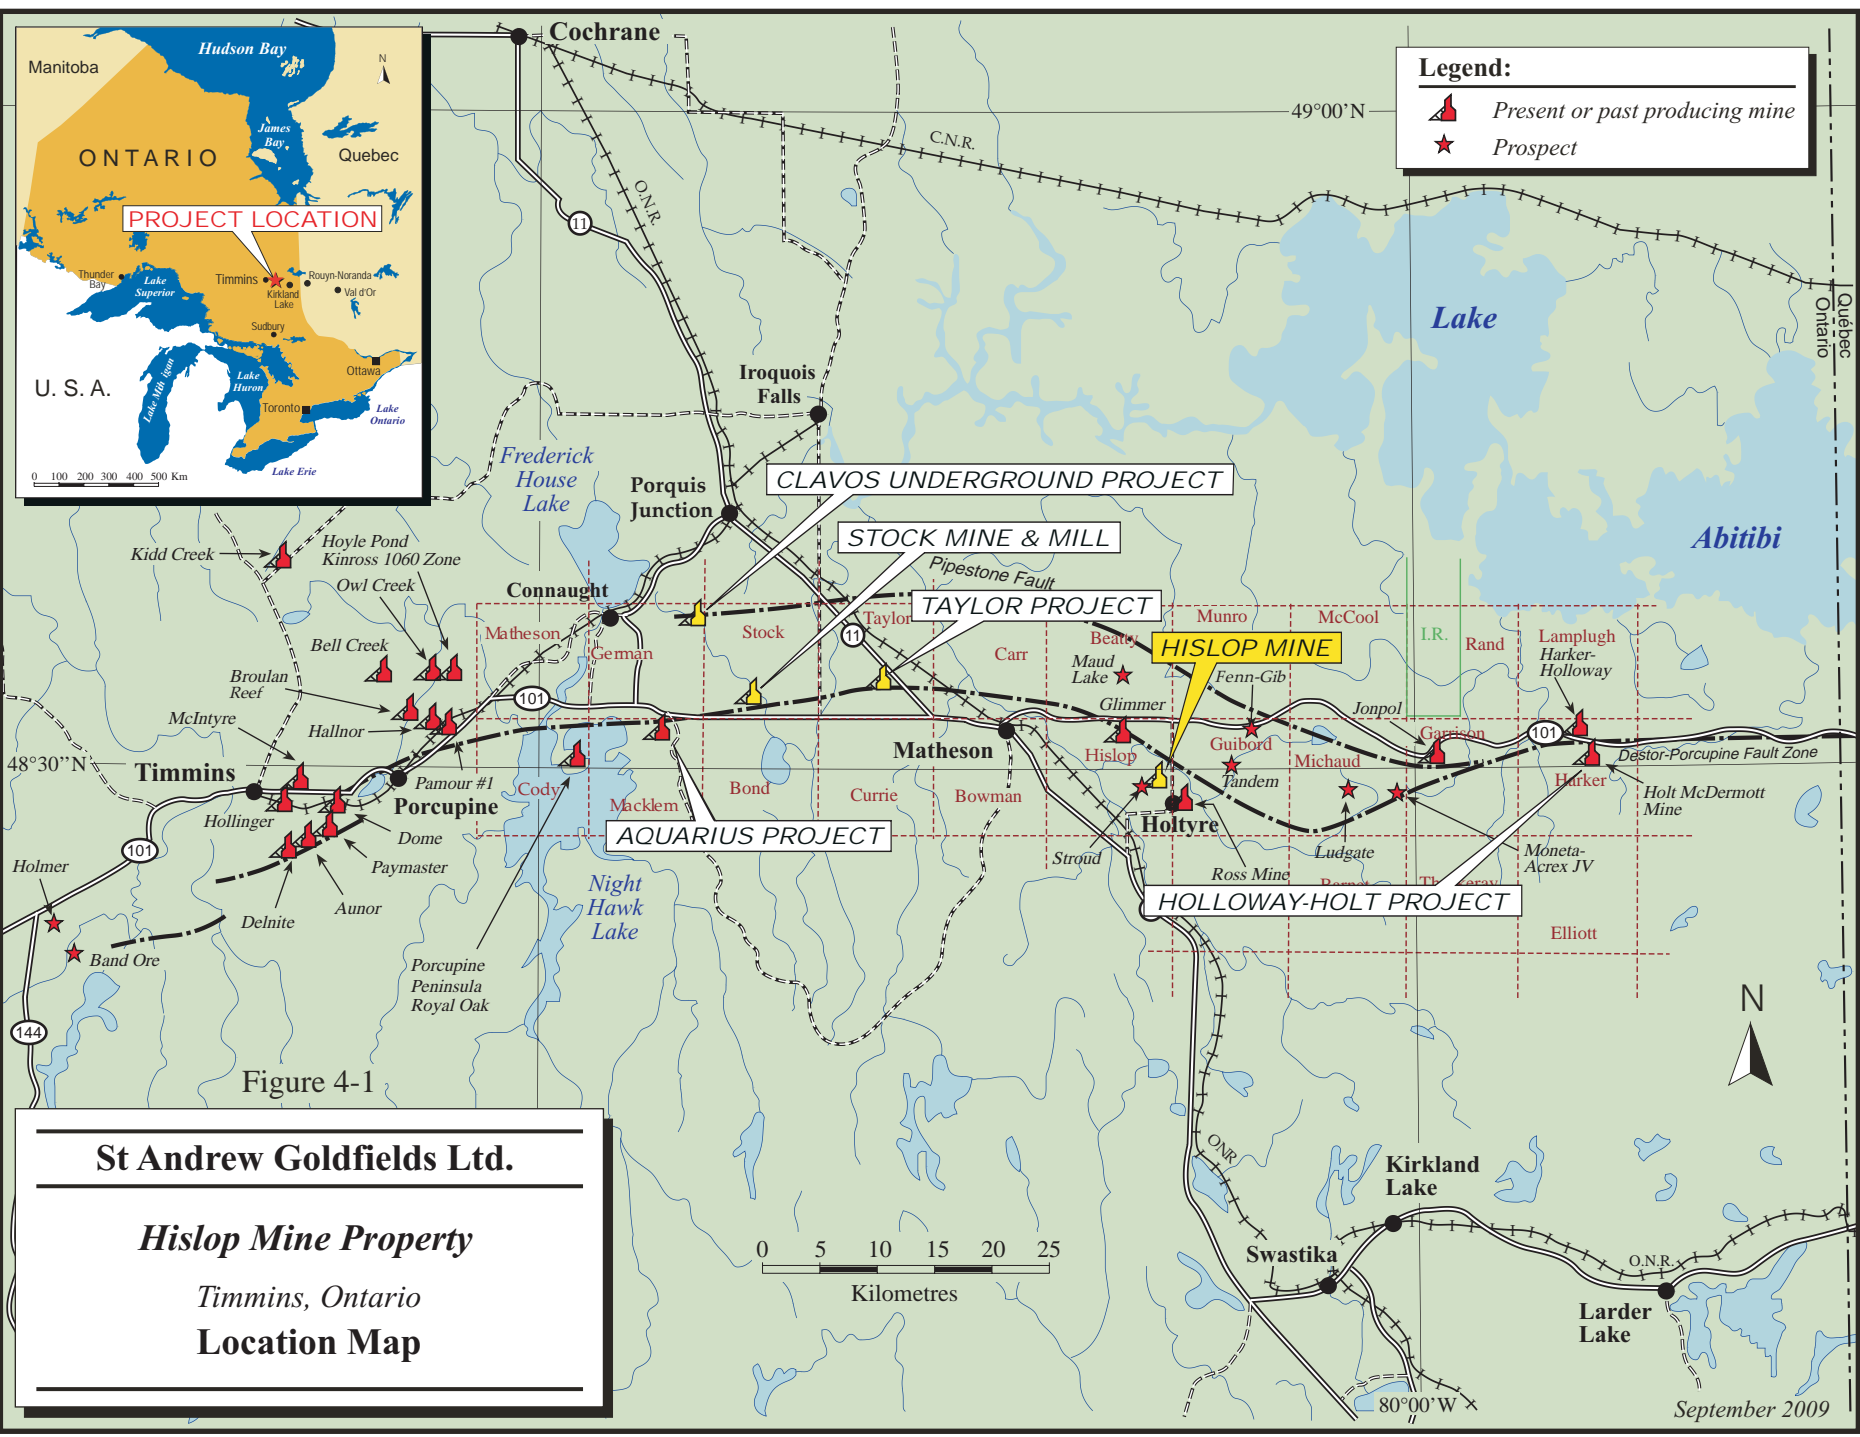 Hudson Bay
Manitoba
N
James
Bay
ONTARIO
Quebec
PROJECT LOCATION
Thunder
Bay
Lake
Superior
Timmins
Rouyn-Noranda
Kirkland
Lake
Val d'Or
Sudbury
U. S. A.
Lake
Huron
Ottawa
Toronto
Lake
Ontario
Lake Erie
0 100 200 300 400 500 Km
Cochrane
Legend:
Present or past producing mine
Prospect
49°00'N
C.N.R.
O.N.R.
11
Québec
Ontario
Lake
Abitibi
Iroquois
Falls
Frederick
House
Lake
Porquis
Junction
CLAVOS UNDERGROUND PROJECT
STOCK MINE & MILL
Pipestone Fault
TAYLOR PROJECT
HISLOP MINE
Kidd Creek
Hoyle Pond
Kinross 1060 Zone
Owl Creek
Connaught
Bell Creek
Broulan
Reef
McIntyre
Hallnor
Matheson
German
Stock
Taylor
11
Carr
Beatty
Munro
McCool
I.R.
Rand
Lamplugh
Harker-
Holloway
Maud
Lake
Fenn-Gib
Glimmer
Jonpol
101
Garrison
101
Destor-Porcupine Fault Zone
48°30''N
Timmins
Pamour #1
Porcupine
Matheson
Hislop
Guibord
Michaud
Tandem
Harker
Holt McDermott
Mine
Cody
Macklem
Bond
Currie
Bowman
Holtyre
Hollinger
Dome
Paymaster
AQUARIUS PROJECT
Stroud
Ross Mine
Ludgate
Moneta-
Acrex JV
101
Holmer
Aunor
Delnite
Night
Hawk
Lake
HOLLOWAY-HOLT PROJECT
Elliott
Band Ore
Porcupine
Peninsula
Royal Oak
144
N
Figure 4-1
St Andrew Goldfields Ltd.
Hislop Mine Property
Timmins, Ontario
Location Map
ONR
Kirkland
Lake
Swastika
O.N.R.
Larder
Lake
0 5 10 15 20 25
Kilometres
80°00'W
September 2009